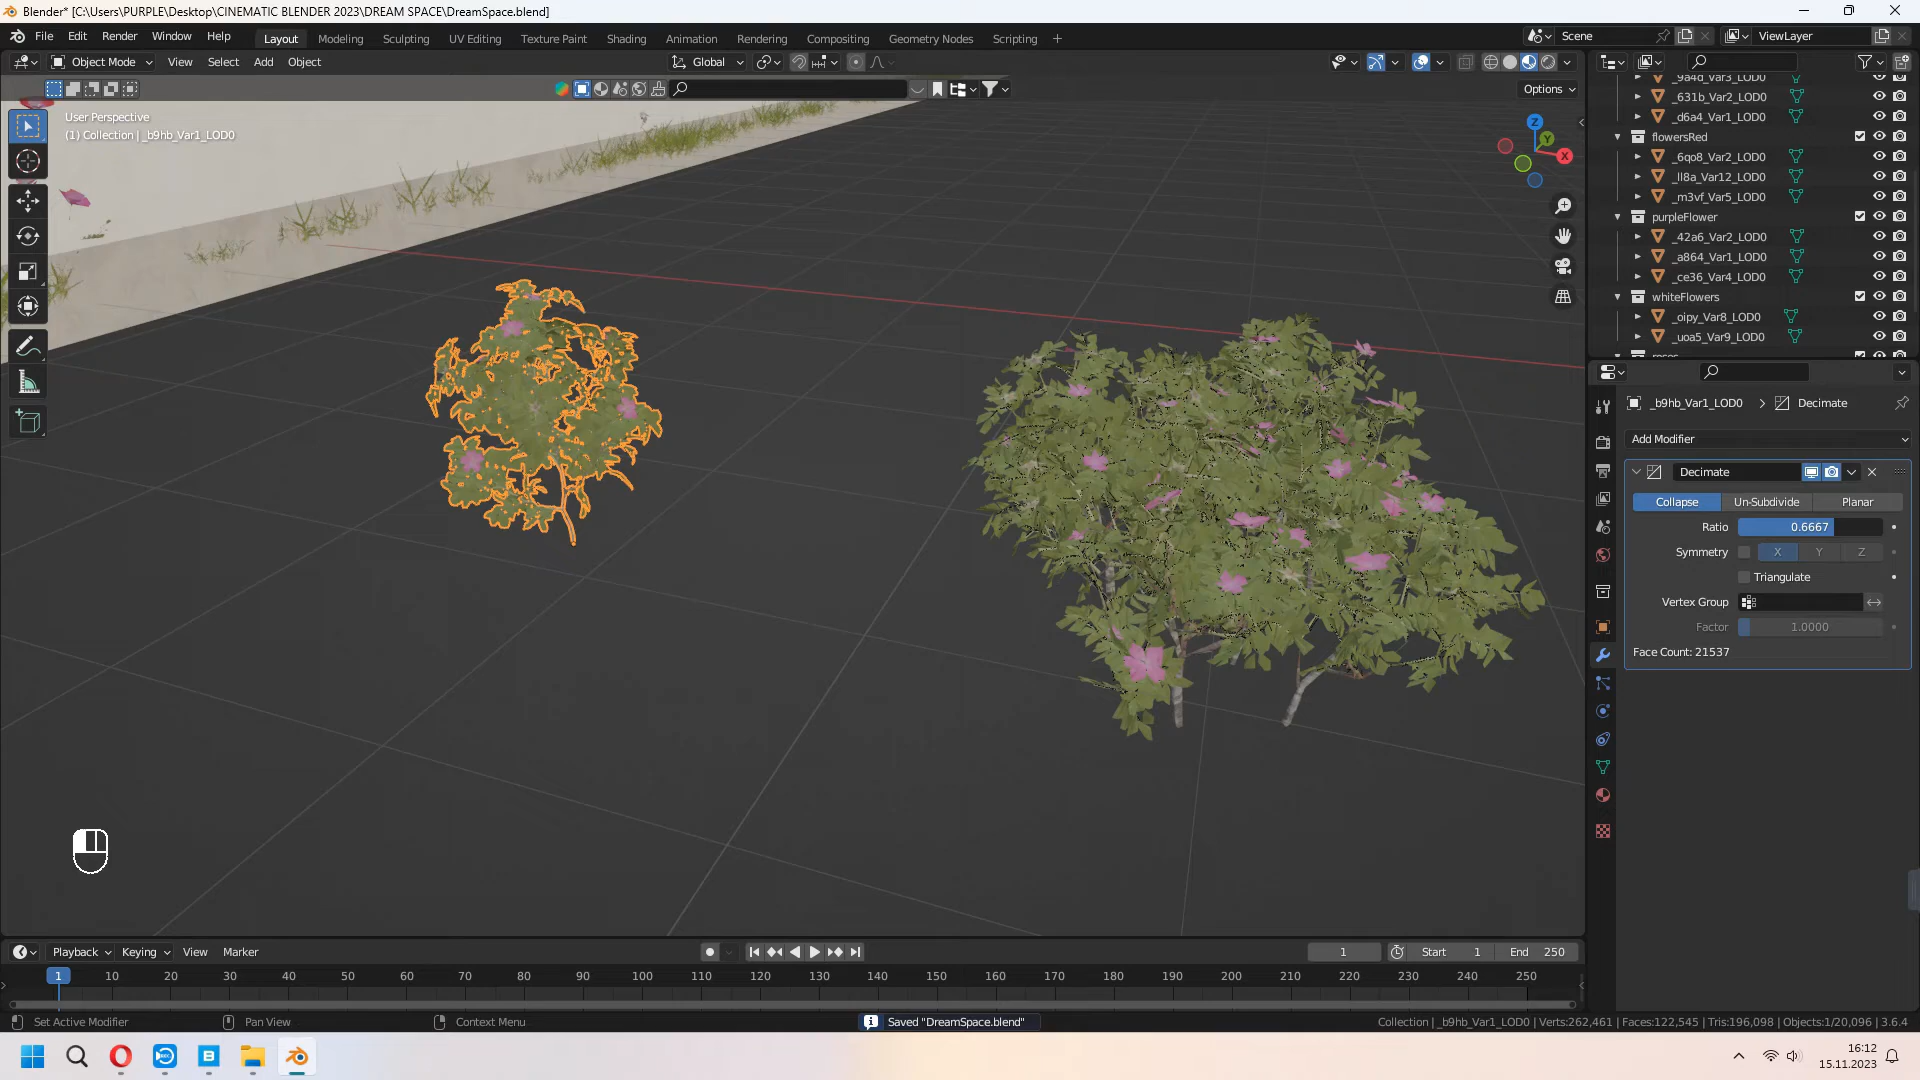 Blender* [C:\Users\PURPLE\Desktop\CINEMATIC BLENDER 2023\DREAM SPACE\DreamSpace.blend]
File Edit Render Window Help Layout Modeling Sculpting UV Editing Texture Paint Shading Animation Rendering Compositing Geometry Nodes Scripting + Scene ViewLayer
Object Mode View Select Add Object Global
Options
User Perspective
(1) Collection | _b9hb_Var1_LOD0
Z
Y
X
_9a4d_Var3_LOD0
_631b_Var2_LOD0
_d6a4_Var1_LOD0
flowersRed
_6qo8_Var2_LOD0
_ll8a_Var12_LOD0
_m3vf_Var5_LOD0
purpleFlower
_42a6_Var2_LOD0
_a864_Var1_LOD0
_ce36_Var4_LOD0
whiteFlowers
_oipy_Var8_LOD0
_uoa5_Var9_LOD0
_b9hb_Var1_LOD0 > Decimate
Add Modifier
Decimate
Collapse Un-Subdivide Planar
Ratio 0.6667
Symmetry X Y Z
Triangulate
Vertex Group
Factor 1.0000
Face Count: 21537
Playback Keying View Marker 1 Start 1 End 250
1 10 20 30 40 50 60 70 80 90 100 110 120 130 140 150 160 170 180 190 200 210 220 230 240 250
Set Active Modifier Pan View Context Menu Saved "DreamSpace.blend" Collection | _b9hb_Var1_LOD0 | Verts:262,461 | Faces:122,545 | Tris:196,098 | Objects:1/20,096 | 3.6.4
16:12
15.11.2023